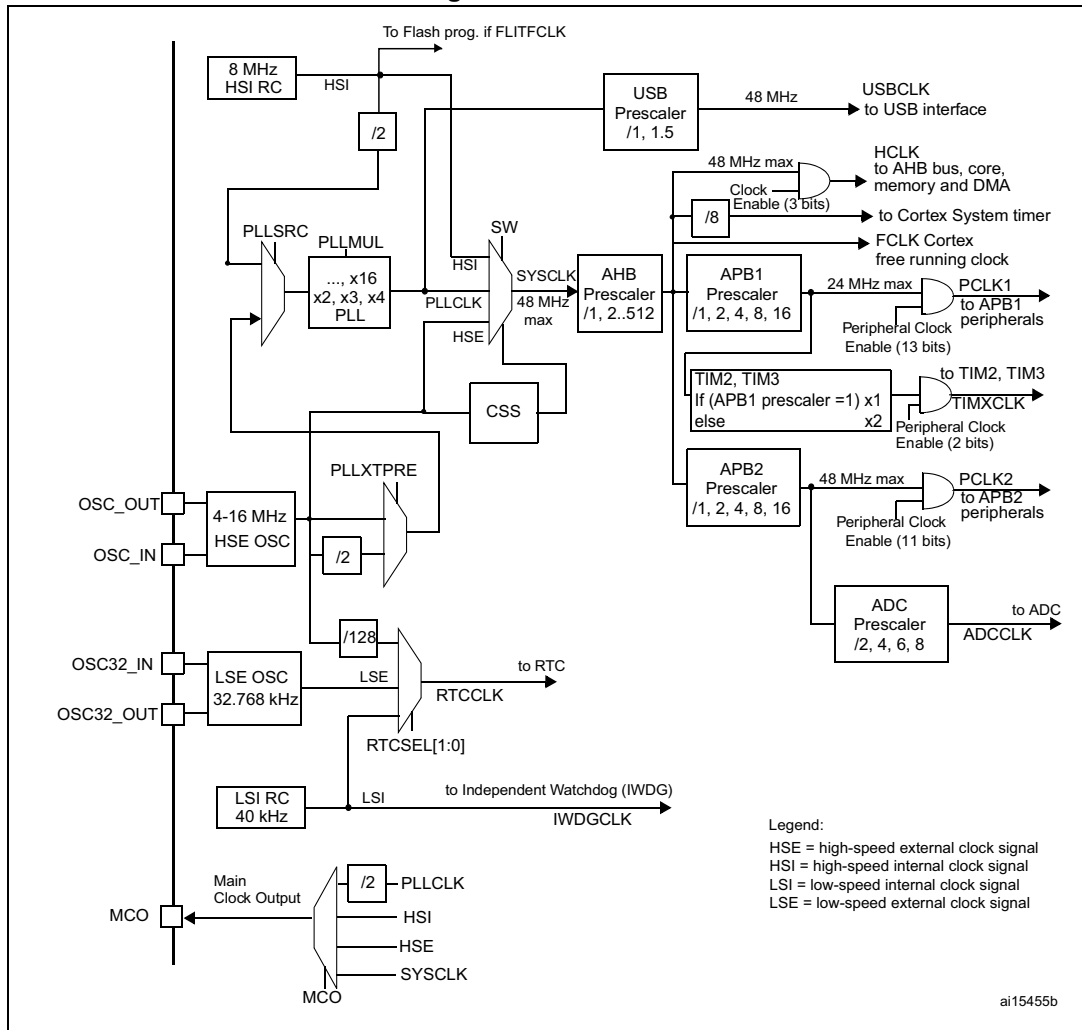 To Flash prog. if FLITFCLK
8 MHz
HSI RC
HSI
/2
USB
Prescaler
/1, 1.5
48 MHz
USBCLK
to USB interface
48 MHz max
HCLK
to AHB bus, core,
memory and DMA
Clock
Enable (3 bits)
/8
to Cortex System timer
FCLK Cortex
free running clock
PLLSRC
PLLMUL
..., x16
x2, x3, x4
PLL
SW
HSI
PLLCLK
HSE
SYSCLK
48 MHz
max
AHB
Prescaler
/1, 2..512
APB1
Prescaler
/1, 2, 4, 8, 16
24 MHz max
PCLK1
to APB1
peripherals
Peripheral Clock
Enable (13 bits)
TIM2, TIM3
If (APB1 prescaler =1) x1
else x2
to TIM2, TIM3
TIMXCLK
Peripheral Clock
Enable (2 bits)
CSS
PLLXTPRE
OSC_OUT
OSC_IN
4-16 MHz
HSE OSC
/2
APB2
Prescaler
/1, 2, 4, 8, 16
48 MHz max
PCLK2
to APB2
peripherals
Peripheral Clock
Enable (11 bits)
ADC
Prescaler
/2, 4, 6, 8
to ADC
ADCCLK
/128
OSC32_IN
OSC32_OUT
LSE OSC
32.768 kHz
LSE
to RTC
RTCCLK
RTCSEL[1:0]
LSI RC
40 kHz
LSI
to Independent Watchdog (IWDG)
IWDGCLK
Legend:
HSE = high-speed external clock signal
HSI = high-speed internal clock signal
LSI = low-speed internal clock signal
LSE = low-speed external clock signal
Main
Clock Output
MCO
/2
PLLCLK
HSI
HSE
SYSCLK
MCO
ai15455b